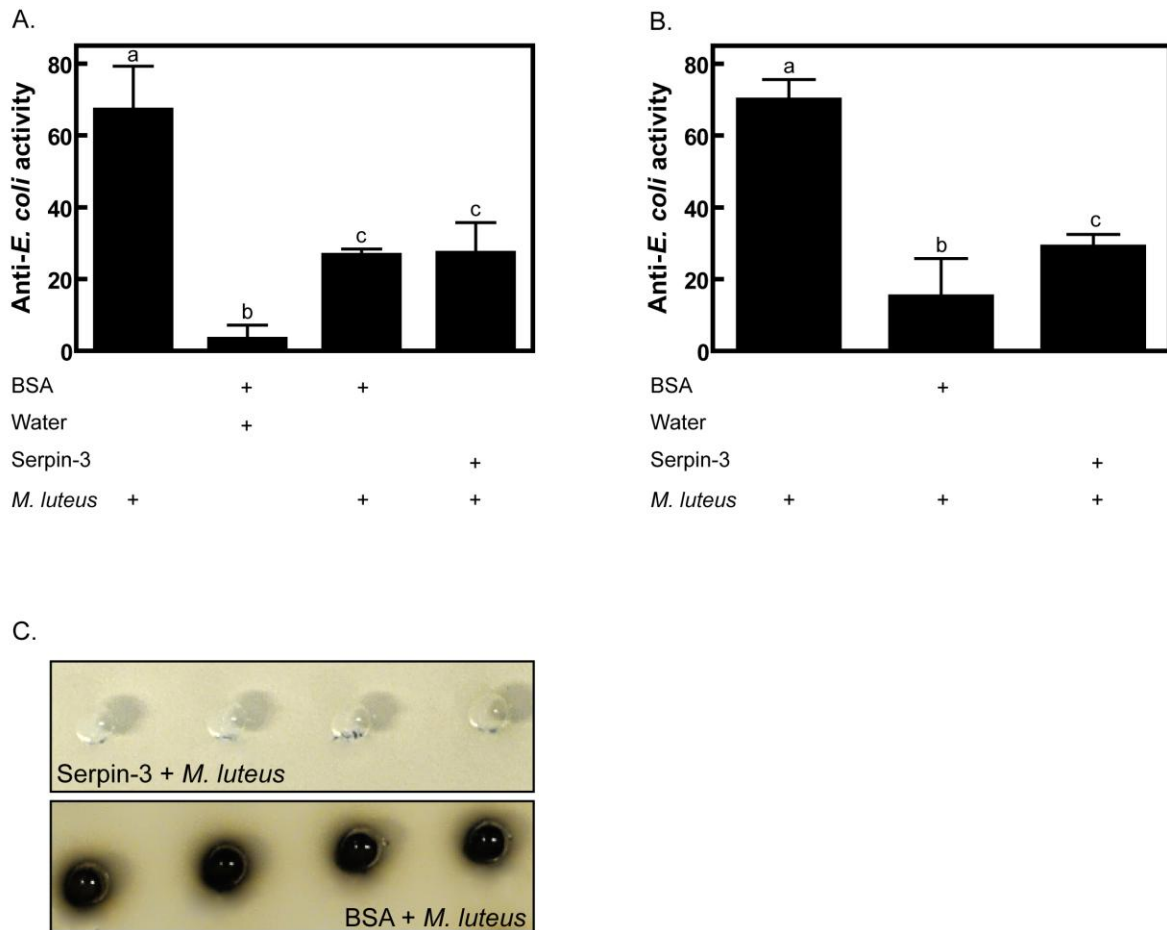 A.
Anti-E. coli activity
80
60
40
20
0
a
b
c
c
BSA + +
Water +
Serpin-3 +
M. luteus + + +
B.
Anti-E. coli activity
80
60
40
20
0
a
b
c
BSA +
Water
Serpin-3 +
M. luteus + + +
C.
Serpin-3 + M. luteus
BSA + M. luteus